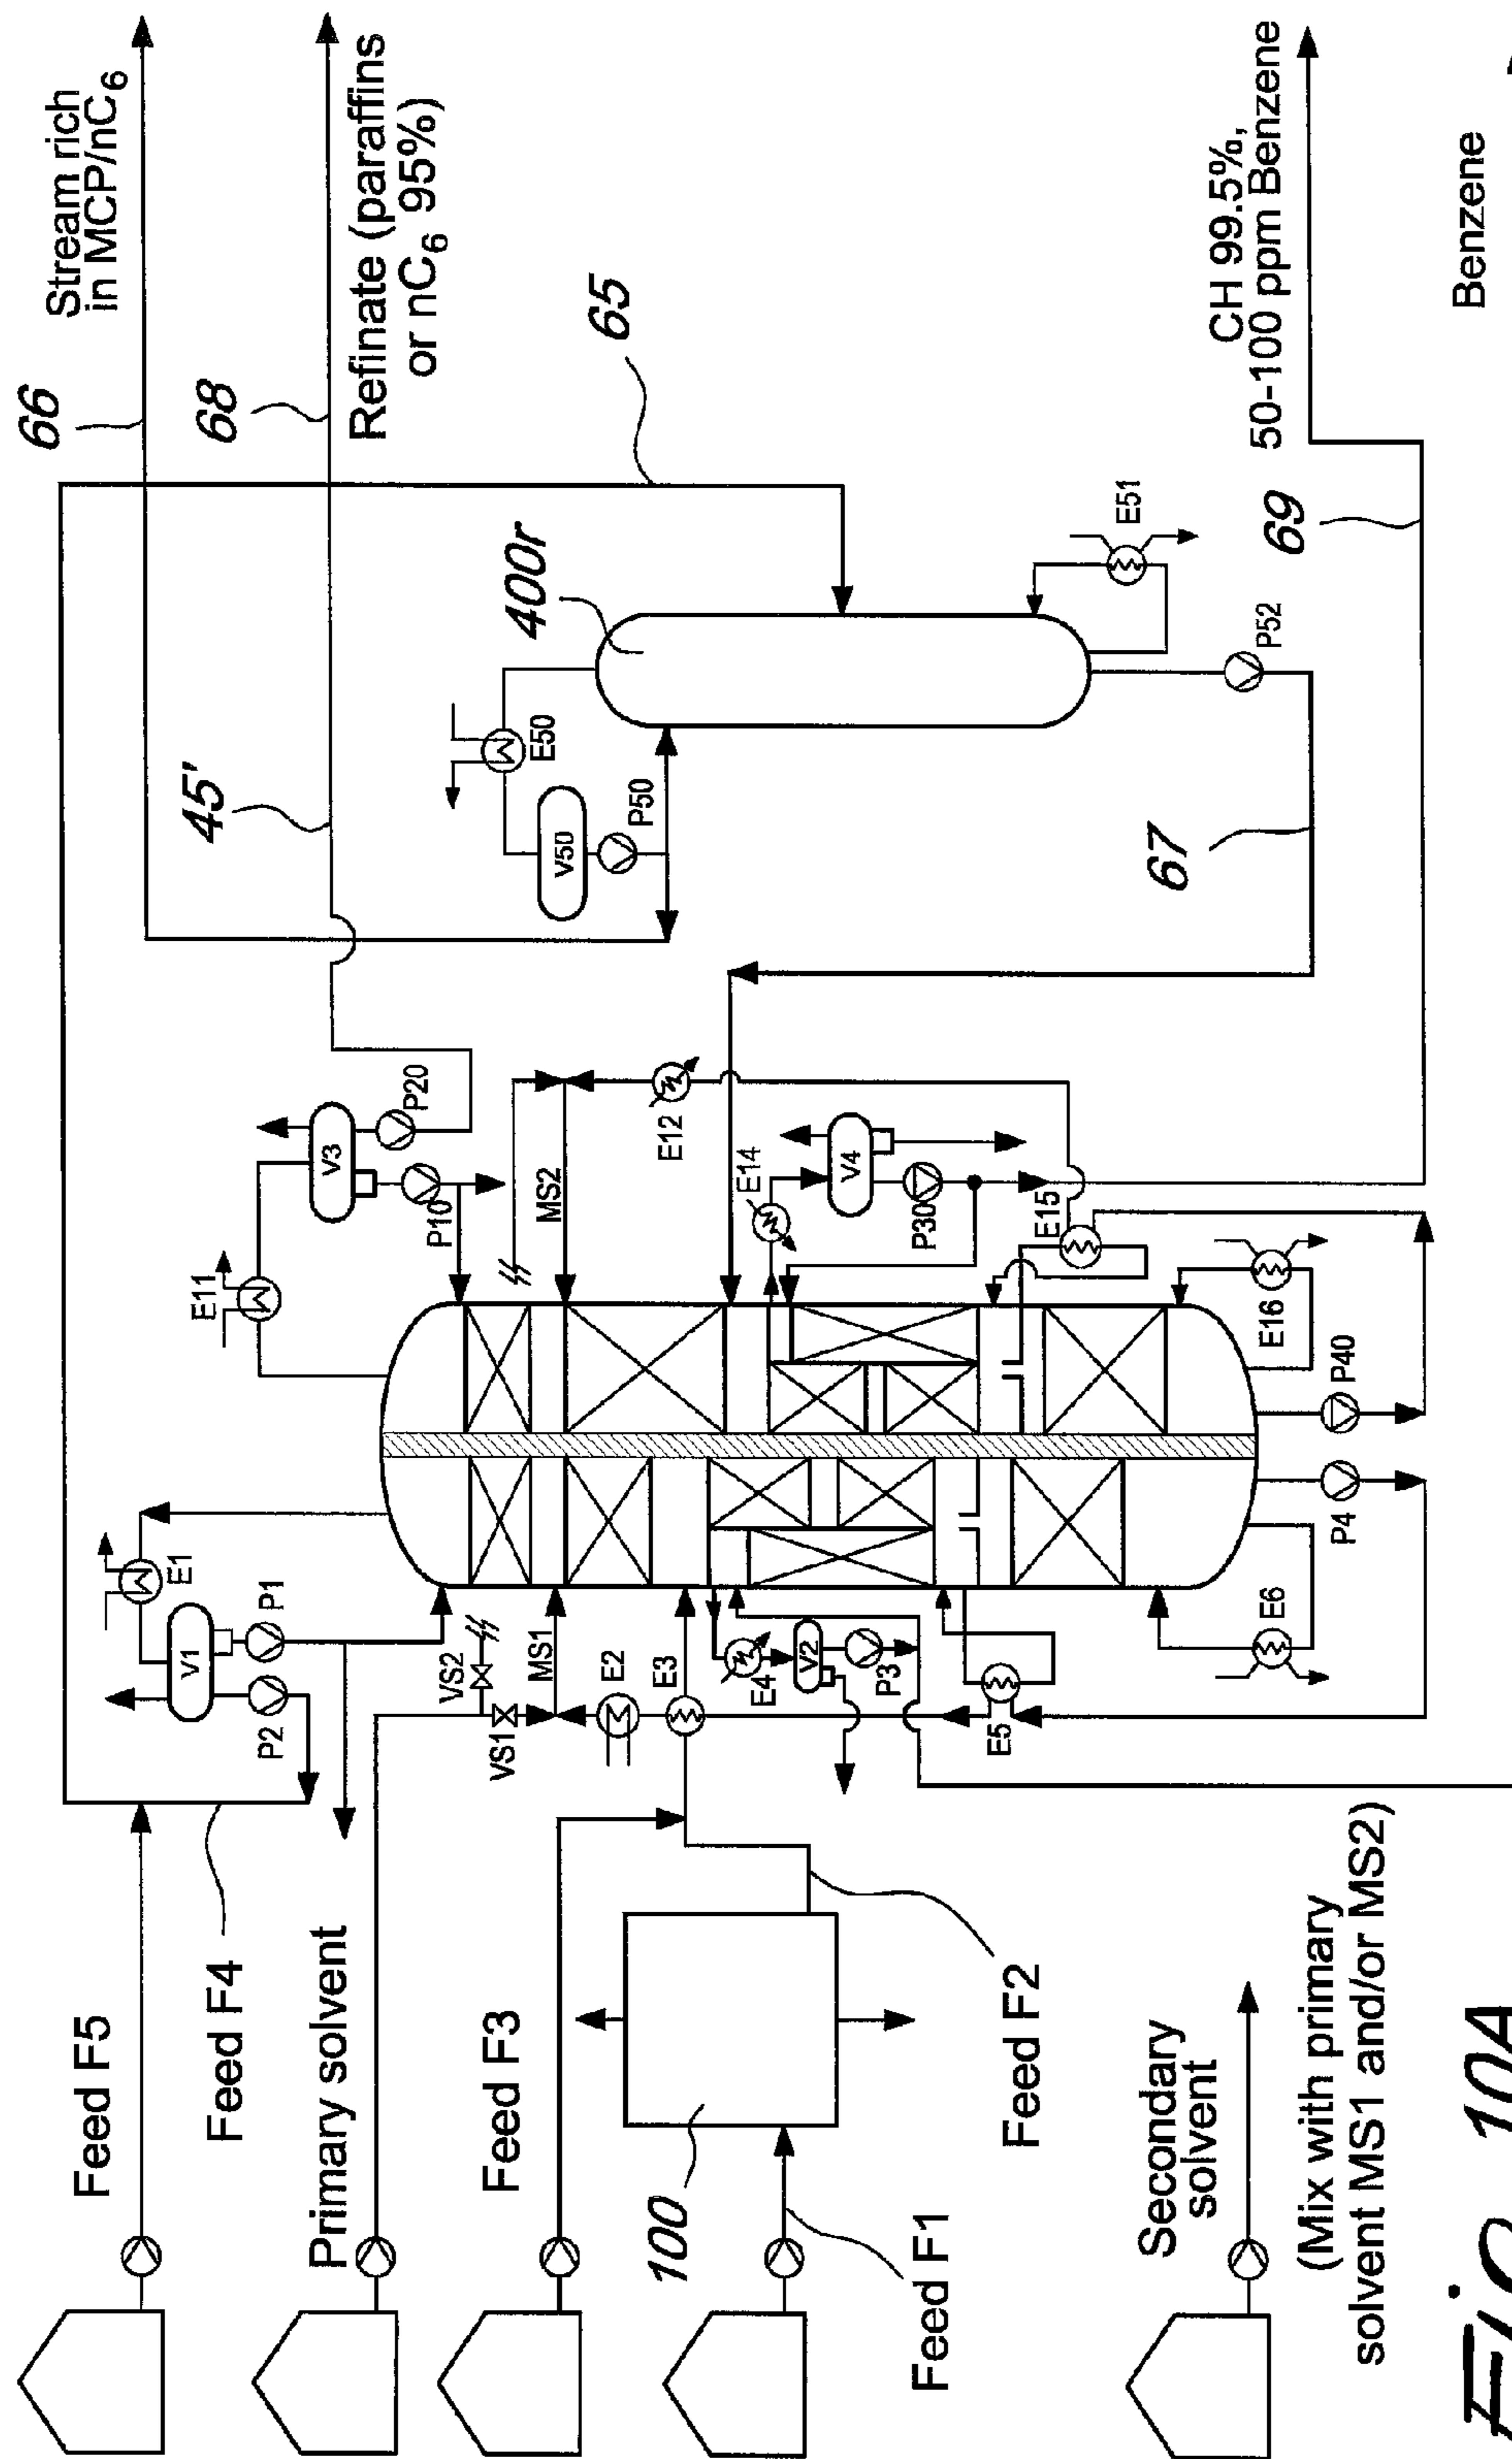 Feed F5
Feed F4
Primary solvent
Feed F3
100
Feed F1
Feed F2
Secondary
solvent
(Mix with primary
solvent MS1 and/or MS2)
V1
E1
P1
P2
VS2
VS1
MS1
E2
E3
E4
V2
P3
E5
E6
P4
P40
E16
E15
E11
V3
P10
P20
MS2
E12
E14
V4
P30
45'
V50
P50
E50
400r
E51
P52
67
65
66
68
69
Stream rich
in MCP/nC6
Refinate (paraffins
or nC6 95%)
CH 99.5%,
50-100 ppm Benzene
Benzene
Fig. 10A